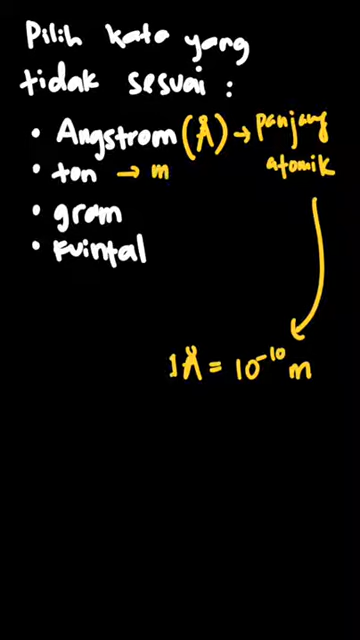 Pilih kata yang
tidak sesuai :
• Angstrom (Å) → panjang atomik
• ton → m
• gram
• kuintal
1Å = 10⁻¹⁰ m